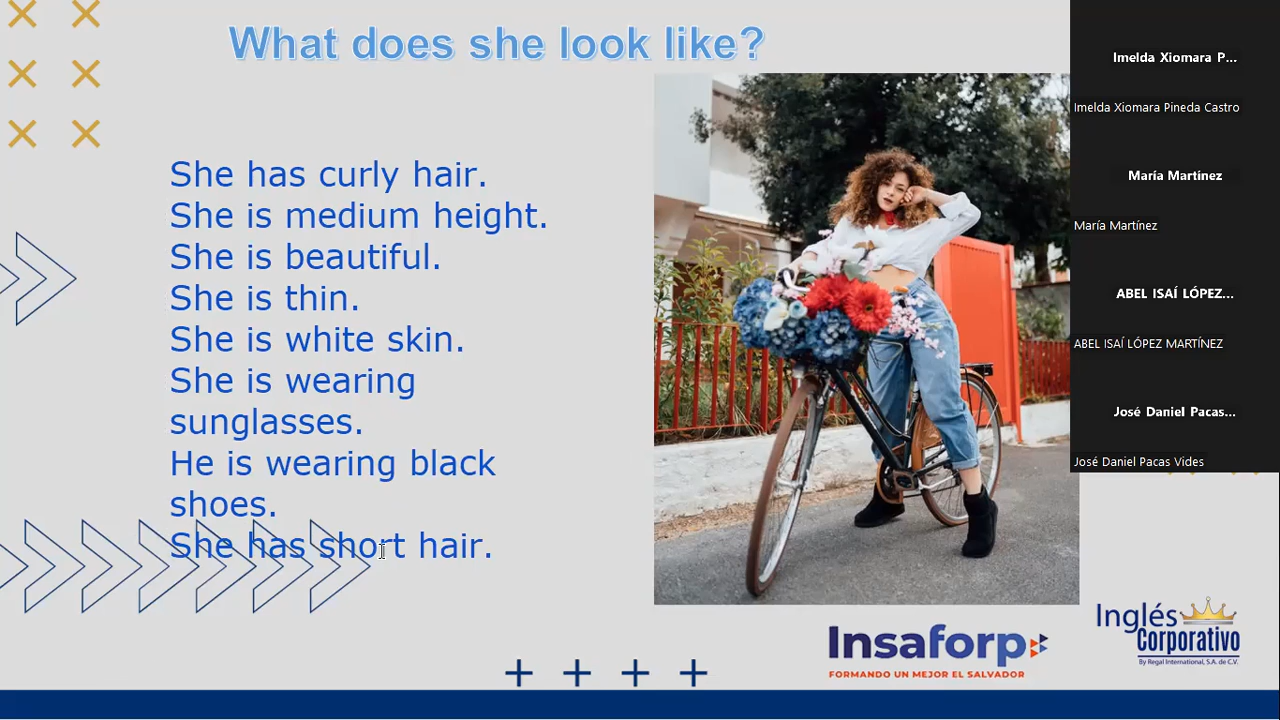 What does she look like?
She has curly hair.
She is medium height.
She is beautiful.
She is thin.
She is white skin.
She is wearing
sunglasses.
He is wearing black
shoes.
She has short hair.
Imelda Xiomara P...
Imelda Xiomara Pineda Castro
María Martínez
María Martínez
ABEL ISAÍ LÓPEZ...
ABEL ISAÍ LÓPEZ MARTÍNEZ
José Daniel Pacas...
José Daniel Pacas Vides
Insaforp
FORMANDO UN MEJOR EL SALVADOR
Inglés
Corporativo
By Regal International, S.A. de C.V.